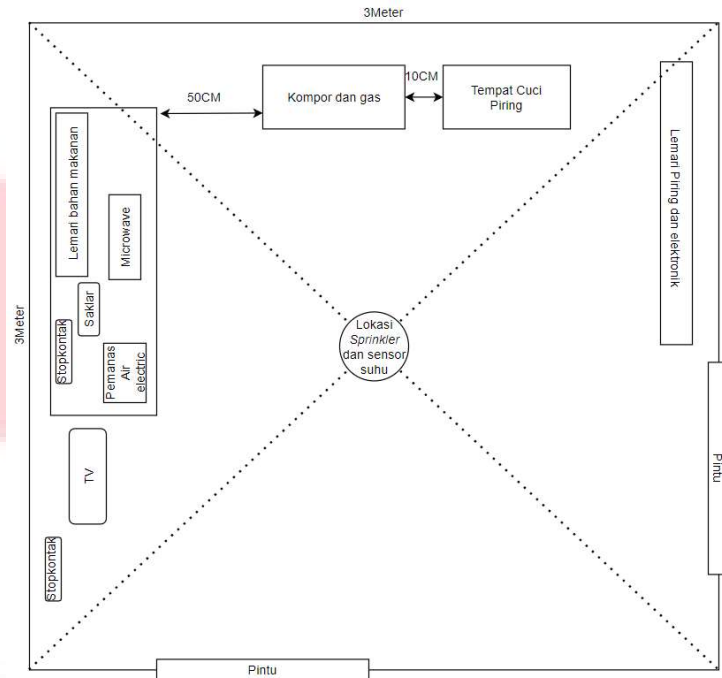 3Meter
50CM
Kompor dan gas
10CM
Tempat Cuci
Piring
Lemari Piring dan elektronik
Lemari bahan makanan
Microwave
3Meter
Saklar
Stopkontak
Pemanas
Air
electric
Lokasi
Sprinkler
dan sensor
suhu
TV
Pintu
Stopkontak
Pintu